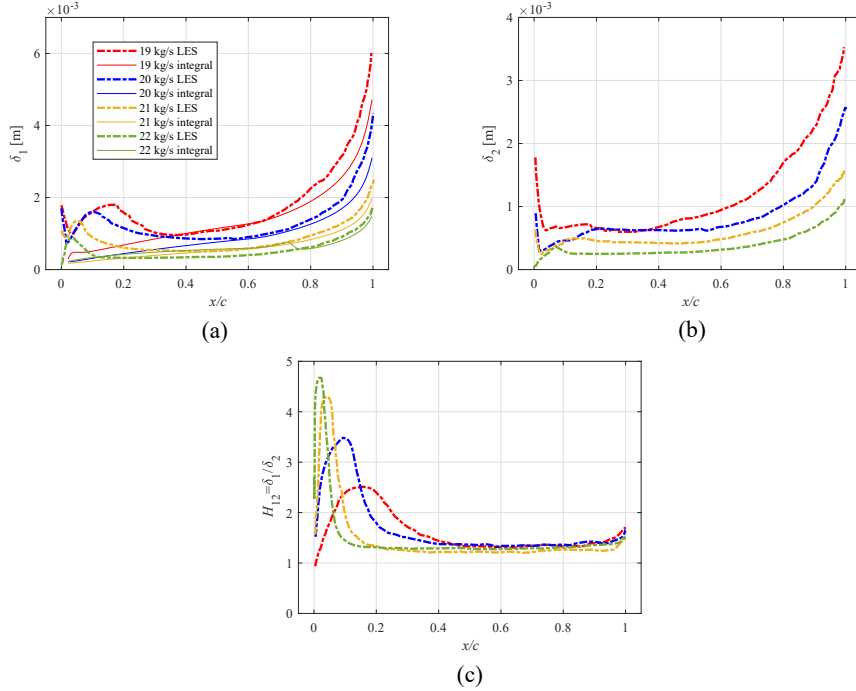 ×10⁻³
6
4
2
0
δ₁ [m]
0
0.2
0.4
0.6
0.8
1
x/c
19 kg/s LES
19 kg/s integral
20 kg/s LES
20 kg/s integral
21 kg/s LES
21 kg/s integral
22 kg/s LES
22 kg/s integral
(a)
×10⁻³
4
3
2
1
0
δ₂ [m]
0
0.2
0.4
0.6
0.8
1
x/c
(b)
5
4
3
2
1
0
H₁₂=δ₁/δ₂
0
0.2
0.4
0.6
0.8
1
x/c
(c)